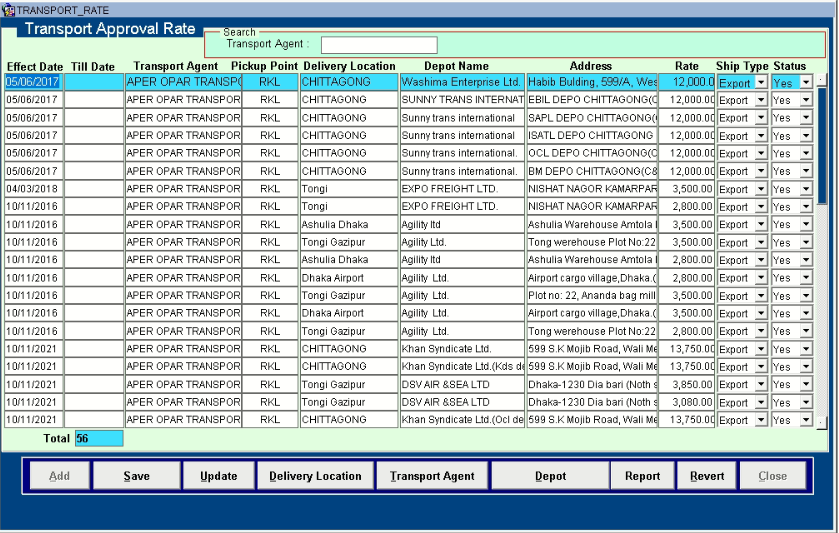 TRANSPORT_RATE
Transport Approval Rate
Search
Transport Agent :
Effect Date Till Date Transport Agent Pickup Point Delivery Location Depot Name Address Rate Ship Type Status
05/06/2017 APER OPAR TRANSPO RKL CHITTAGONG Washima Enterprise Ltd. Habib Bulding, 599/A, Wes 12,000.0 Export Yes
05/06/2017 APER OPAR TRANSPOR RKL CHITTAGONG SUNNY TRANS INTERNAT EBIL DEPO CHITTAGONG(C 12,000.00 Export Yes
05/06/2017 APER OPAR TRANSPOR RKL CHITTAGONG Sunny trans international SAPL DEPO CHITTAGONG( 12,000.00 Export Yes
05/06/2017 APER OPAR TRANSPOR RKL CHITTAGONG Sunny trans international ISATL DEPO CHITTAGONG 12,000.00 Export Yes
05/06/2017 APER OPAR TRANSPOR RKL CHITTAGONG Sunny trans international. OCL DEPO CHITTAGONG(C 12,000.00 Export Yes
05/06/2017 APER OPAR TRANSPOR RKL CHITTAGONG Sunny trans international. BM DEPO CHITTAGONG(C& 12,000.00 Export Yes
04/03/2018 APER OPAR TRANSPOR RKL Tongi EXPO FREIGHT LTD. NISHAT NAGOR KAMARPAR 3,500.00 Export Yes
10/11/2016 APER OPAR TRANSPOR RKL Tongi EXPO FREIGHT LTD. NISHAT NAGOR KAMARPAR 2,800.00 Export Yes
10/11/2016 APER OPAR TRANSPOR RKL Ashulia Dhaka Agility ltd Ashulia Warehouse Amtola 3,500.00 Export Yes
10/11/2016 APER OPAR TRANSPOR RKL Tongi Gazipur Agility Ltd. Tong werehouse Plot No:22 3,500.00 Export Yes
10/11/2016 APER OPAR TRANSPOR RKL Ashulia Dhaka Agility Ltd. Ashulia Warehouse Amtola 2,800.00 Export Yes
10/11/2016 APER OPAR TRANSPOR RKL Dhaka Airport Agility Ltd. Airport cargo village,Dhaka.( 2,800.00 Export Yes
10/11/2016 APER OPAR TRANSPOR RKL Tongi Gazipur Agility Ltd. Plot no: 22, Ananda bag mill 3,500.00 Export Yes
10/11/2016 APER OPAR TRANSPOR RKL Dhaka Airport Agility Ltd. Airport cargo village,Dhaka.( 3,500.00 Export Yes
10/11/2016 APER OPAR TRANSPOR RKL Tongi Gazipur Agility Ltd. Tong werehouse Plot No:22 2,800.00 Export Yes
10/11/2021 APER OPAR TRANSPOR RKL CHITTAGONG Khan Syndicate Ltd. 599 S.K Mojib Road, Wali Me 13,750.00 Export Yes
10/11/2021 APER OPAR TRANSPOR RKL CHITTAGONG Khan Syndicate Ltd.(Kds de 599 S.K Mojib Road, Wali Me 13,750.00 Export Yes
10/11/2021 APER OPAR TRANSPOR RKL Tongi Gazipur DSV AIR &SEA LTD Dhaka-1230 Dia bari (Noth s 3,850.00 Export Yes
10/11/2021 APER OPAR TRANSPOR RKL Tongi Gazipur DSV AIR &SEA LTD Dhaka-1230 Dia bari (Noth s 3,080.00 Export Yes
10/11/2021 APER OPAR TRANSPOR RKL CHITTAGONG Khan Syndicate Ltd.(Ocl de 599 S.K Mojib Road, Wali Me 13,750.00 Export Yes
Total 56
Add Save Update Delivery Location Transport Agent Depot Report Revert Close